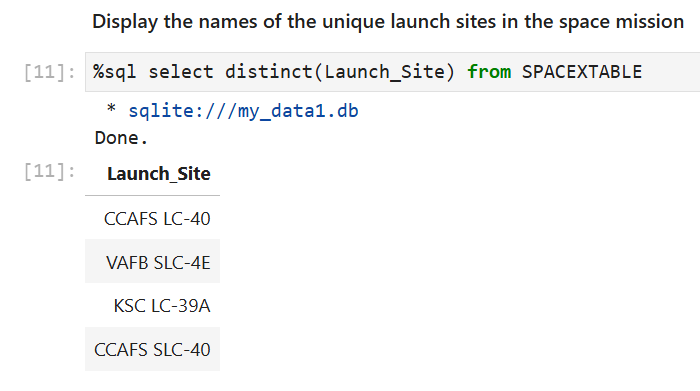 Display the names of the unique launch sites in the space mission
[11]: %sql select distinct(Launch_Site) from SPACEXTABLE
* sqlite:///my_data1.db
Done.
[11]: Launch_Site
CCAFS LC-40
VAFB SLC-4E
KSC LC-39A
CCAFS SLC-40